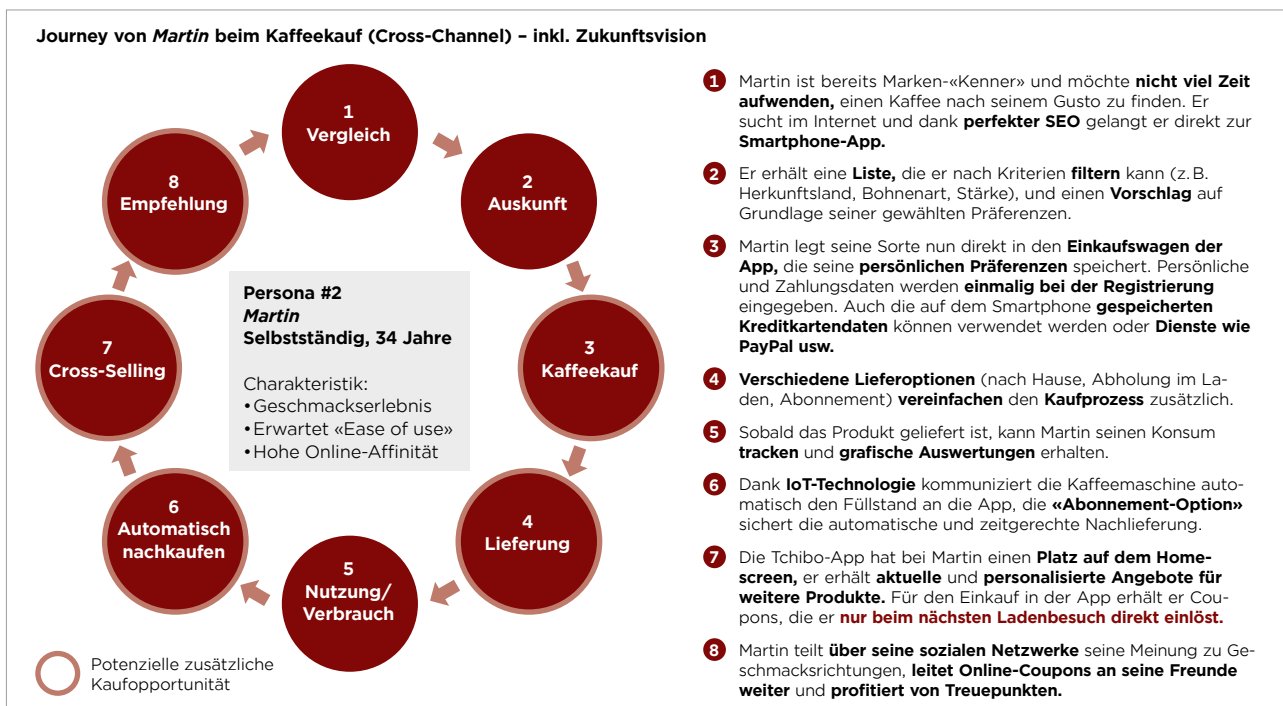 Journey von Martin beim Kaffeekauf (Cross-Channel) – inkl. Zukunftsvision
1
Vergleich
2
Auskunft
3
Kaffeekauf
4
Lieferung
5
Nutzung/
Verbrauch
6
Automatisch
nachkaufen
7
Cross-Selling
8
Empfehlung
Persona #2
Martin
Selbstständig, 34 Jahre
Charakteristik:
• Geschmackserlebnis
• Erwartet «Ease of use»
• Hohe Online-Affinität
Potenzielle zusätzliche
Kaufopportunität
1 Martin ist bereits Marken-«Kenner» und möchte nicht viel Zeit
aufwenden, einen Kaffee nach seinem Gusto zu finden. Er
sucht im Internet und dank perfekter SEO gelangt er direkt zur
Smartphone-App.
2 Er erhält eine Liste, die er nach Kriterien filtern kann (z. B.
Herkunftsland, Bohnenart, Stärke), und einen Vorschlag auf
Grundlage seiner gewählten Präferenzen.
3 Martin legt seine Sorte nun direkt in den Einkaufswagen der
App, die seine persönlichen Präferenzen speichert. Persönliche
und Zahlungsdaten werden einmalig bei der Registrierung
eingegeben. Auch die auf dem Smartphone gespeicherten
Kreditkartendaten können verwendet werden oder Dienste wie
PayPal usw.
4 Verschiedene Lieferoptionen (nach Hause, Abholung im La-
den, Abonnement) vereinfachen den Kaufprozess zusätzlich.
5 Sobald das Produkt geliefert ist, kann Martin seinen Konsum
tracken und grafische Auswertungen erhalten.
6 Dank IoT-Technologie kommuniziert die Kaffeemaschine auto-
matisch den Füllstand an die App, die «Abonnement-Option»
sichert die automatische und zeitgerechte Nachlieferung.
7 Die Tchibo-App hat bei Martin einen Platz auf dem Home-
screen, er erhält aktuelle und personalisierte Angebote für
weitere Produkte. Für den Einkauf in der App erhält er Cou-
pons, die er nur beim nächsten Ladenbesuch direkt einlöst.
8 Martin teilt über seine sozialen Netzwerke seine Meinung zu Ge-
schmacksrichtungen, leitet Online-Coupons an seine Freunde
weiter und profitiert von Treuepunkten.